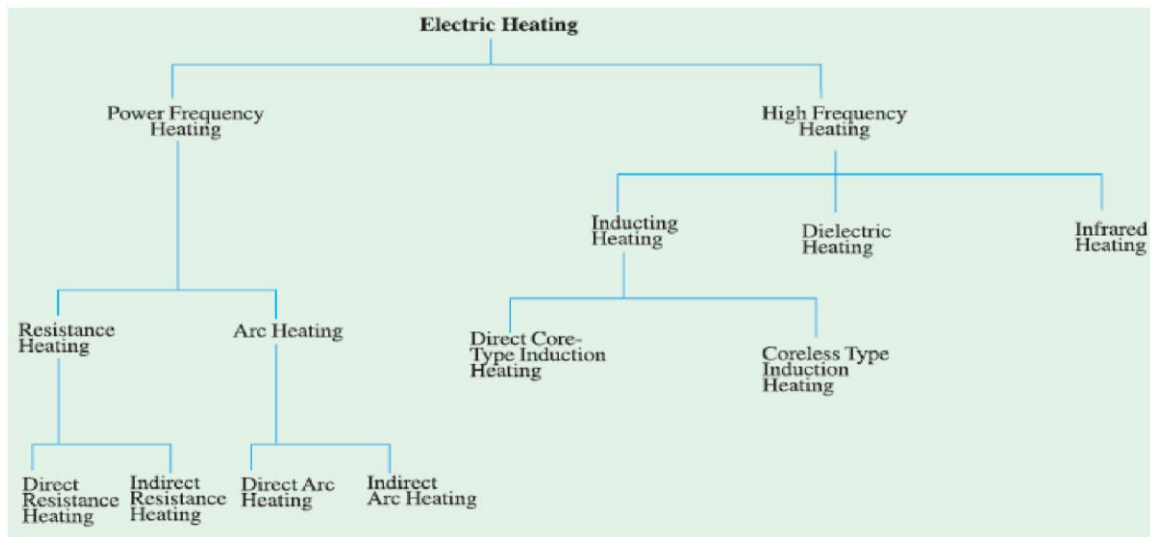 Electric Heating
Power Frequency
Heating
High Frequency
Heating
Inducting
Heating
Dielectric
Heating
Infrared
Heating
Resistance
Heating
Arc Heating
Direct Core-
Type Induction
Heating
Coreless Type
Induction
Heating
Direct
Resistance
Heating
Indirect
Resistance
Heating
Direct Arc
Heating
Indirect
Arc Heating